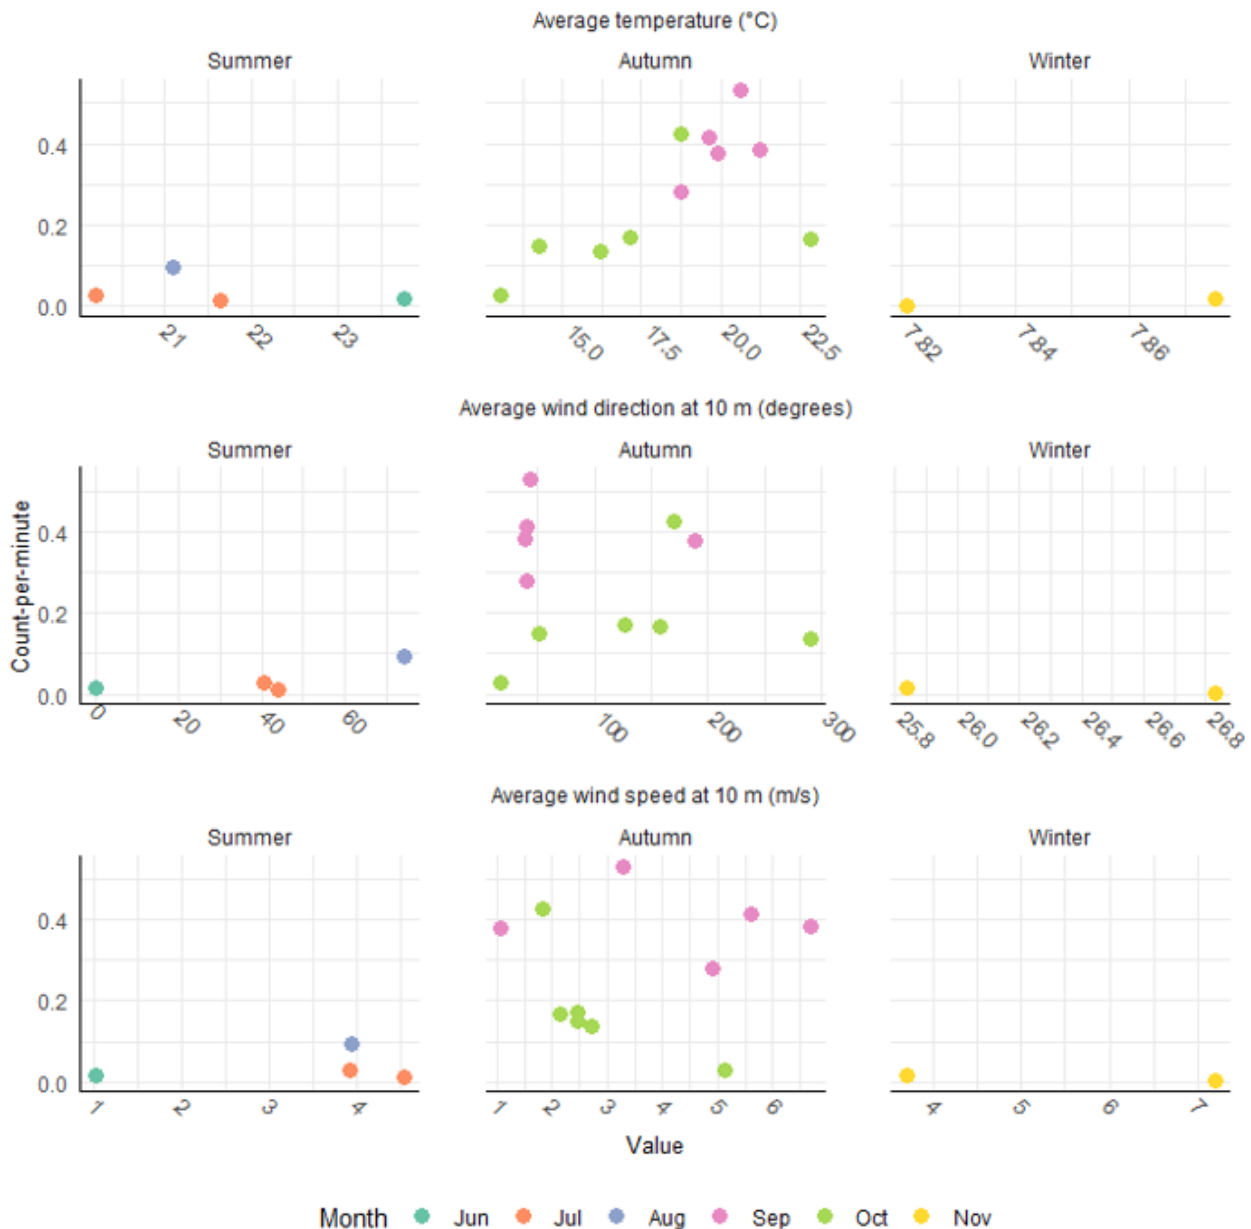 Average temperature (°C)
Summer Autumn Winter
0.4
0.2
0.0
21 22 23 15.0 17.5 20.0 22.5 7.82 7.84 7.86
Average wind direction at 10 m (degrees)
Summer Autumn Winter
Count-per-minute
0.4
0.2
0.0
0 20 40 60 100 200 300 25.8 26.0 26.2 26.4 26.6 26.8
Average wind speed at 10 m (m/s)
Summer Autumn Winter
0.4
0.2
0.0
1 2 3 4 1 2 3 4 5 6 4 5 6 7
Value
Month Jun Jul Aug Sep Oct Nov